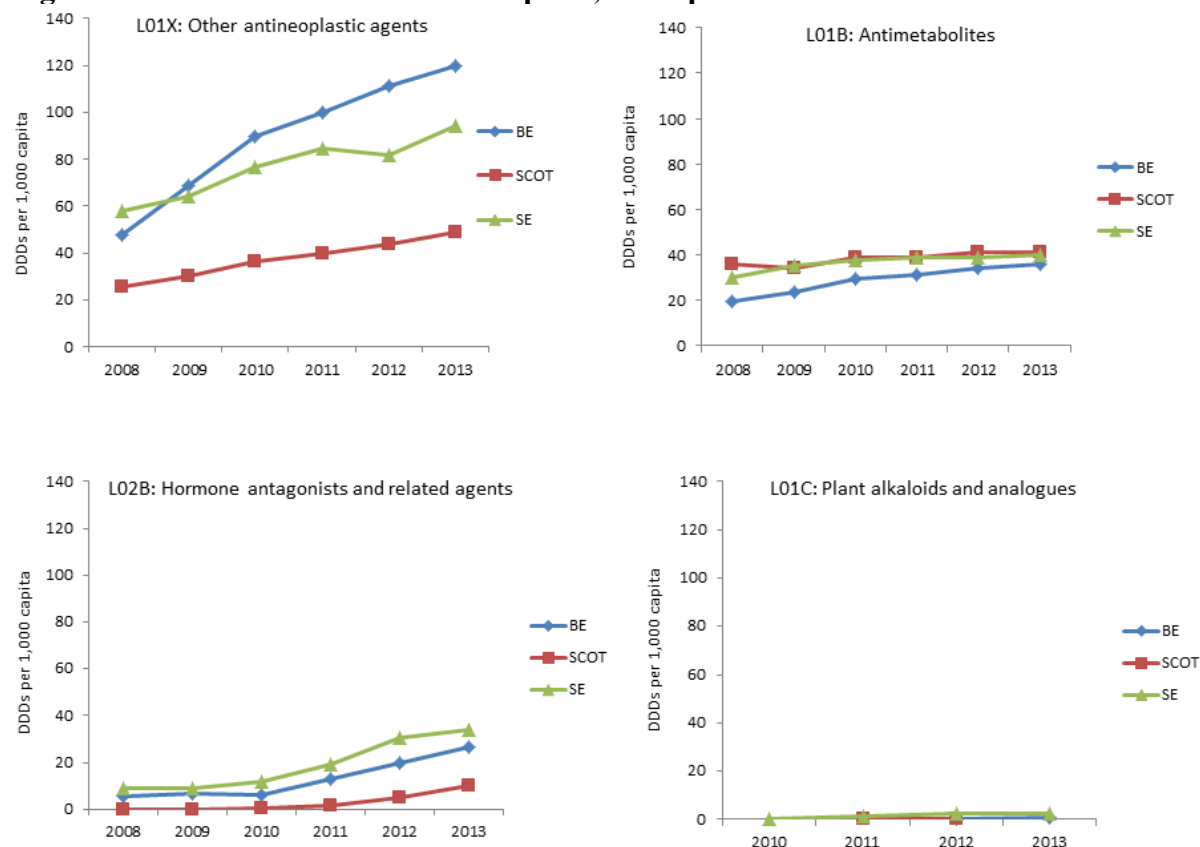 L01X: Other antineoplastic agents
DDDs per 1,000 capita
140
120
100
80
60
40
20
0
2008 2009 2010 2011 2012 2013
BE
SCOT
SE
L01B: Antimetabolites
DDDs per 1,000 capita
140
120
100
80
60
40
20
0
2008 2009 2010 2011 2012 2013
BE
SCOT
SE
L02B: Hormone antagonists and related agents
DDDs per 1,000 capita
140
120
100
80
60
40
20
0
2008 2009 2010 2011 2012 2013
BE
SCOT
SE
L01C: Plant alkaloids and analogues
DDDs per 1,000 capita
140
120
100
80
60
40
20
0
2010 2011 2012 2013
BE
SCOT
SE